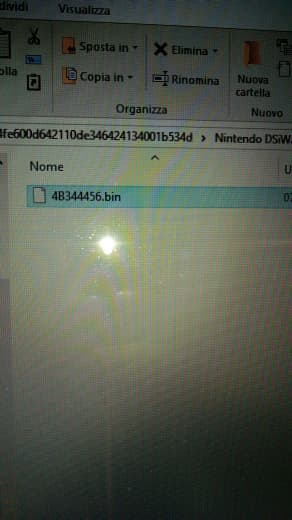 dividi Visualizza
Sposta in Elimina
olla Copia in Rinomina Nuova
cartella
Organizza Nuovo
4fe600d642110de346424134001b534d > Nintendo DSiWa
Nome U
4B344456.bin 07